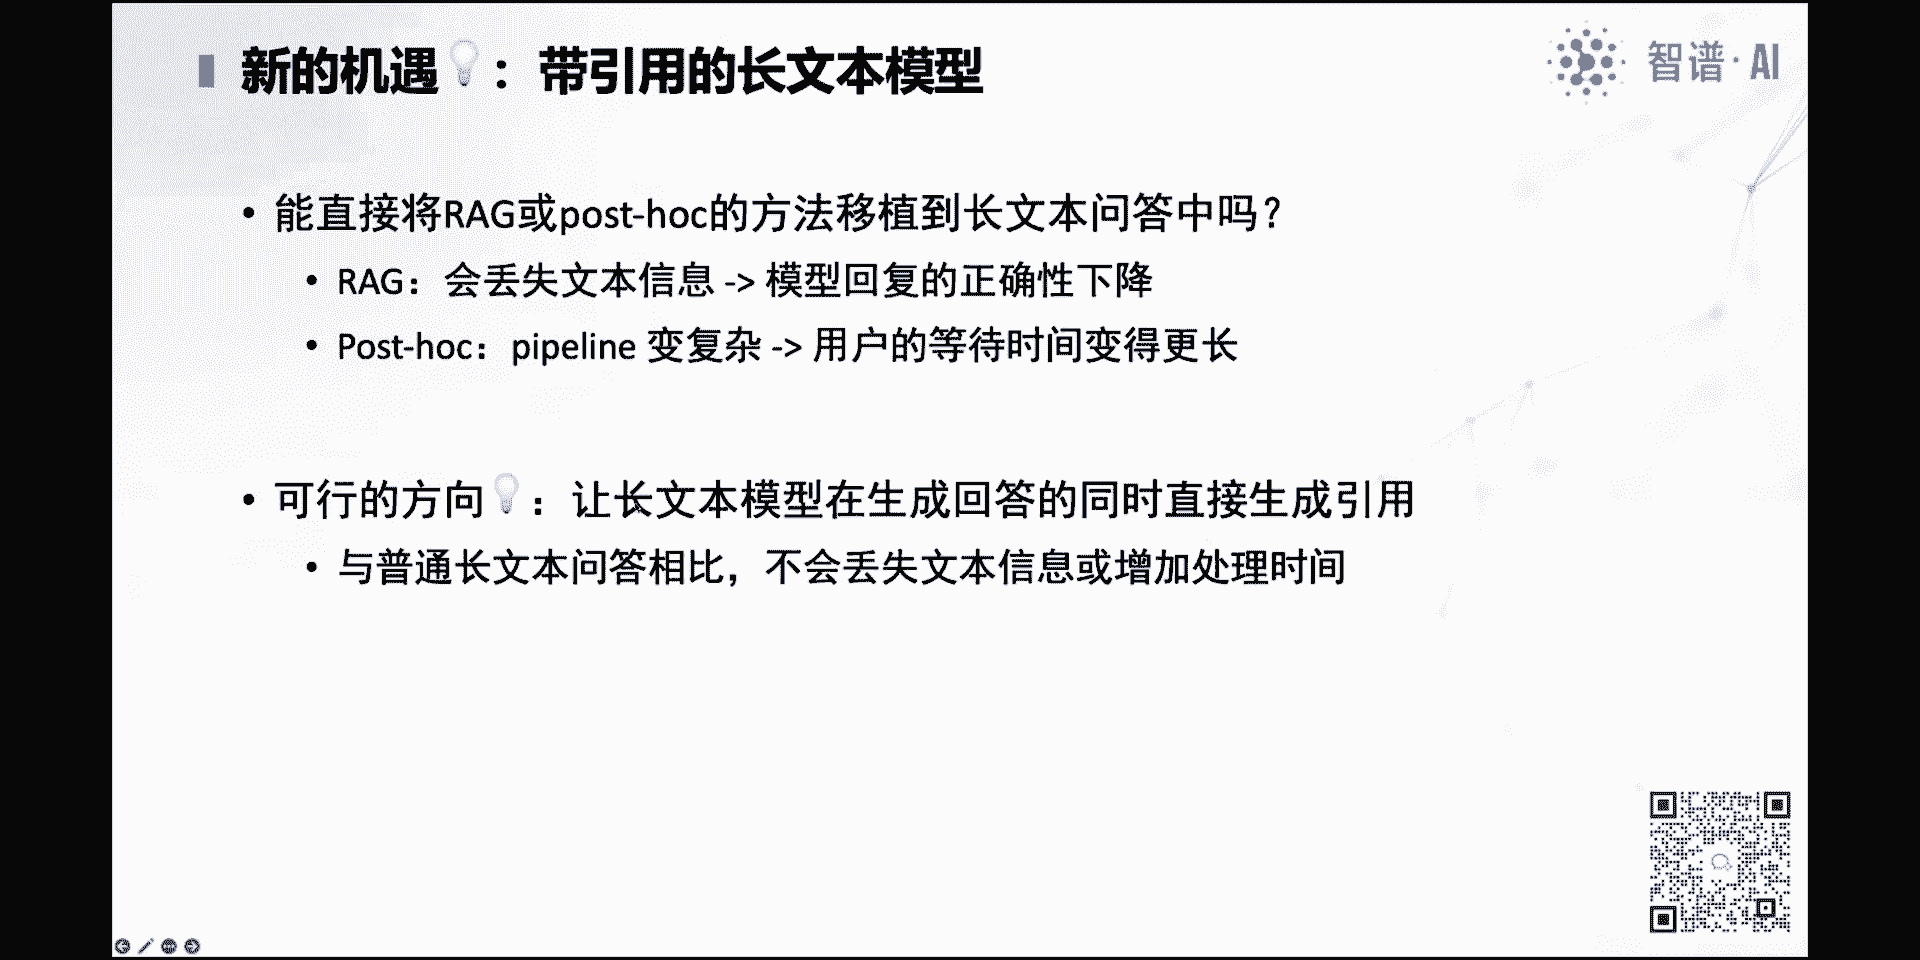 新的机遇💡：带引用的长文本模型
智谱·AI
• 能直接将RAG或post-hoc的方法移植到长文本问答中吗？
• RAG：会丢失文本信息 -> 模型回复的正确性下降
• Post-hoc：pipeline 变复杂 -> 用户的等待时间变得更长
• 可行的方向💡：让长文本模型在生成回答的同时直接生成引用
• 与普通长文本问答相比，不会丢失文本信息或增加处理时间